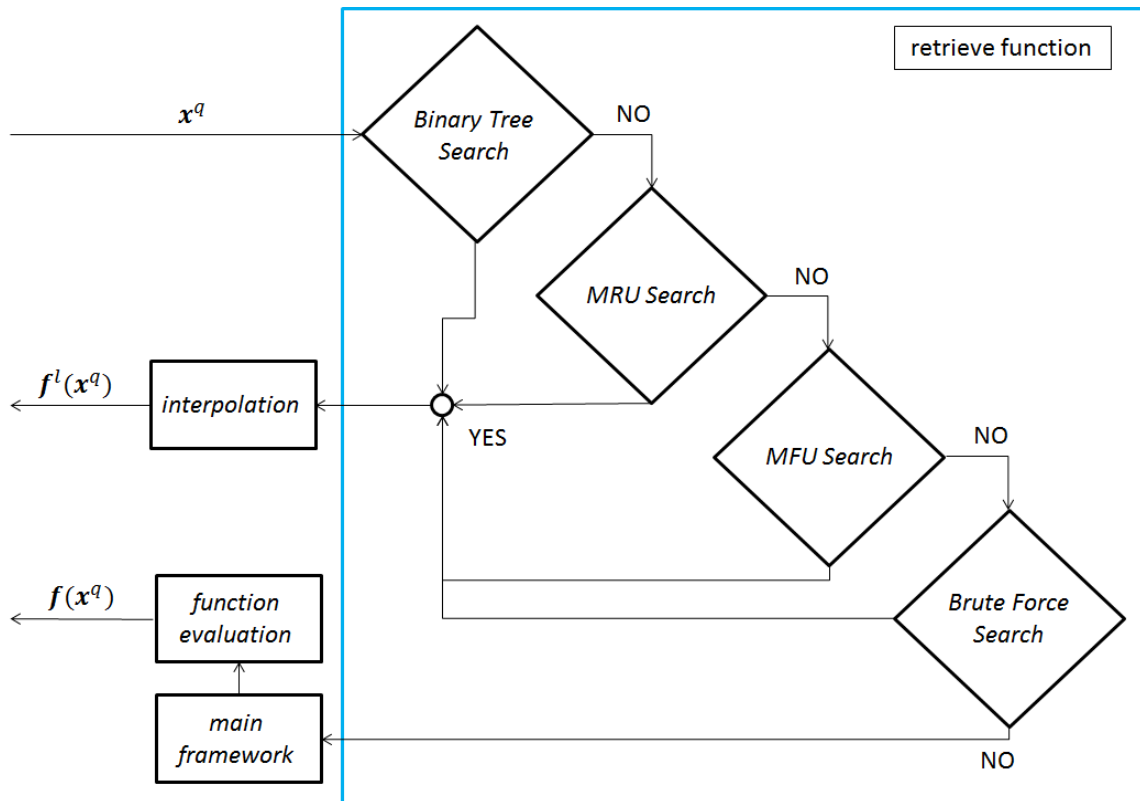 retrieve function
x^q
Binary Tree
Search
NO
MRU Search
NO
f^l(x^q)
interpolation
YES
MFU Search
NO
f(x^q)
function
evaluation
Brute Force
Search
main
framework
NO